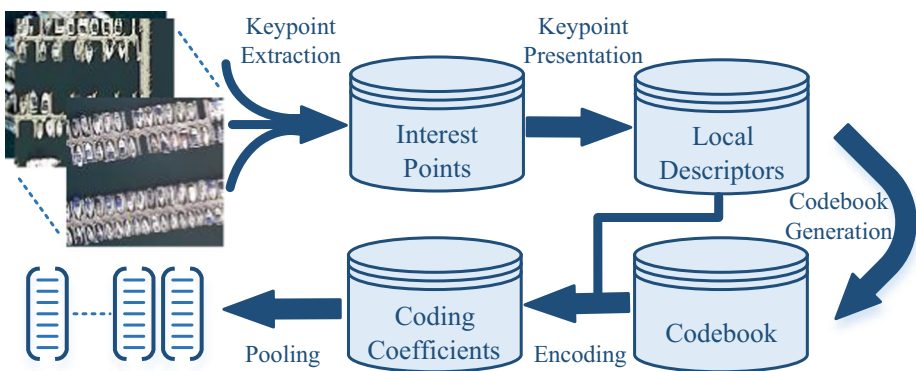 Keypoint
Extraction
Keypoint
Presentation
Interest
Points
Local
Descriptors
Codebook
Generation
Coding
Coefficients
Codebook
Pooling
Encoding